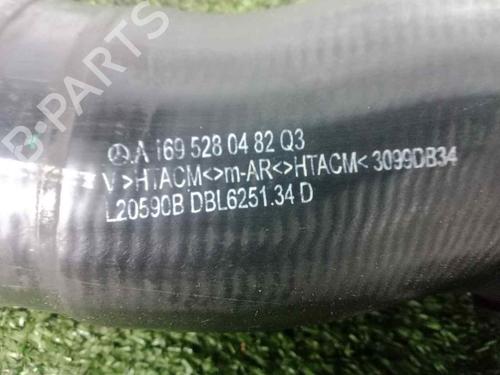 A 169 528 04 82 Q3
V>HTACM<>m-AR<>HTACM< 3099DB34
L20590B DBL6251.34 D
B-PARTS